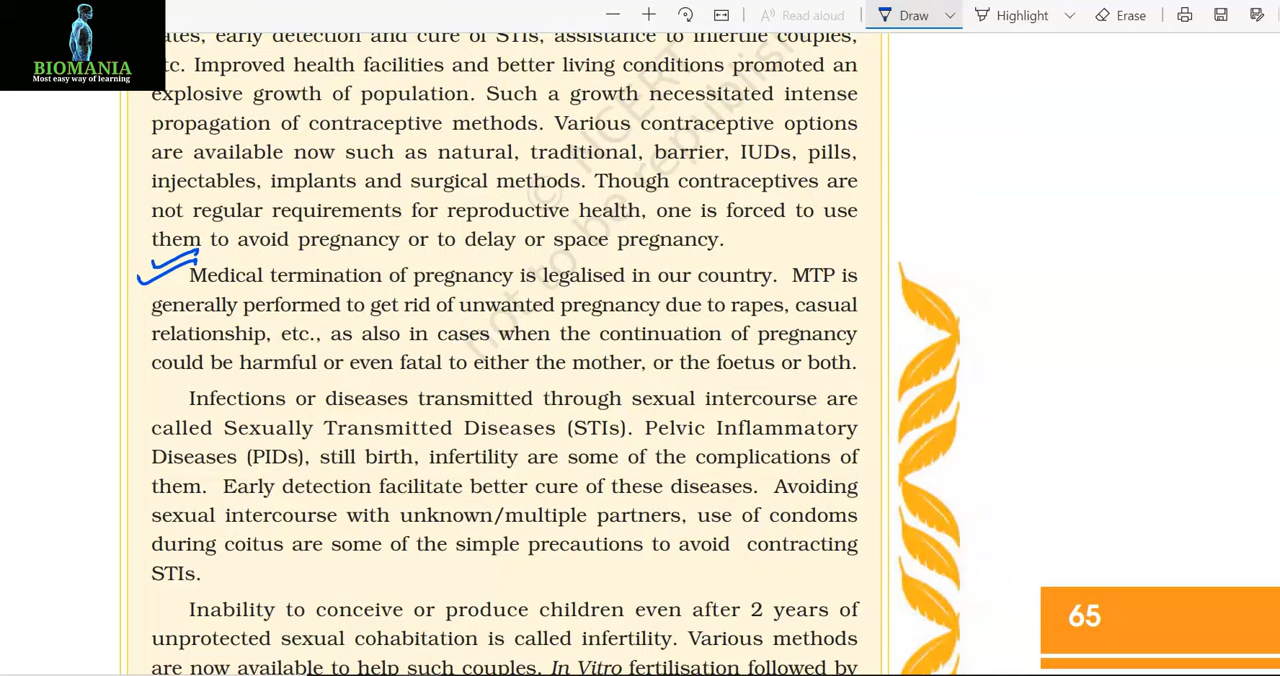 BIOMANIA
Most easy way of learning
Read aloud
Draw
Highlight
Erase
ates, early detection and cure of STIs, assistance to infertile couples,
etc. Improved health facilities and better living conditions promoted an
explosive growth of population. Such a growth necessitated intense
propagation of contraceptive methods. Various contraceptive options
are available now such as natural, traditional, barrier, IUDs, pills,
injectables, implants and surgical methods. Though contraceptives are
not regular requirements for reproductive health, one is forced to use
them to avoid pregnancy or to delay or space pregnancy.
Medical termination of pregnancy is legalised in our country. MTP is
generally performed to get rid of unwanted pregnancy due to rapes, casual
relationship, etc., as also in cases when the continuation of pregnancy
could be harmful or even fatal to either the mother, or the foetus or both.
Infections or diseases transmitted through sexual intercourse are
called Sexually Transmitted Diseases (STIs). Pelvic Inflammatory
Diseases (PIDs), still birth, infertility are some of the complications of
them. Early detection facilitate better cure of these diseases. Avoiding
sexual intercourse with unknown/multiple partners, use of condoms
during coitus are some of the simple precautions to avoid contracting
STIs.
Inability to conceive or produce children even after 2 years of
unprotected sexual cohabitation is called infertility. Various methods
are now available to help such couples. In Vitro fertilisation followed by
© NCERT
not to be republish
65